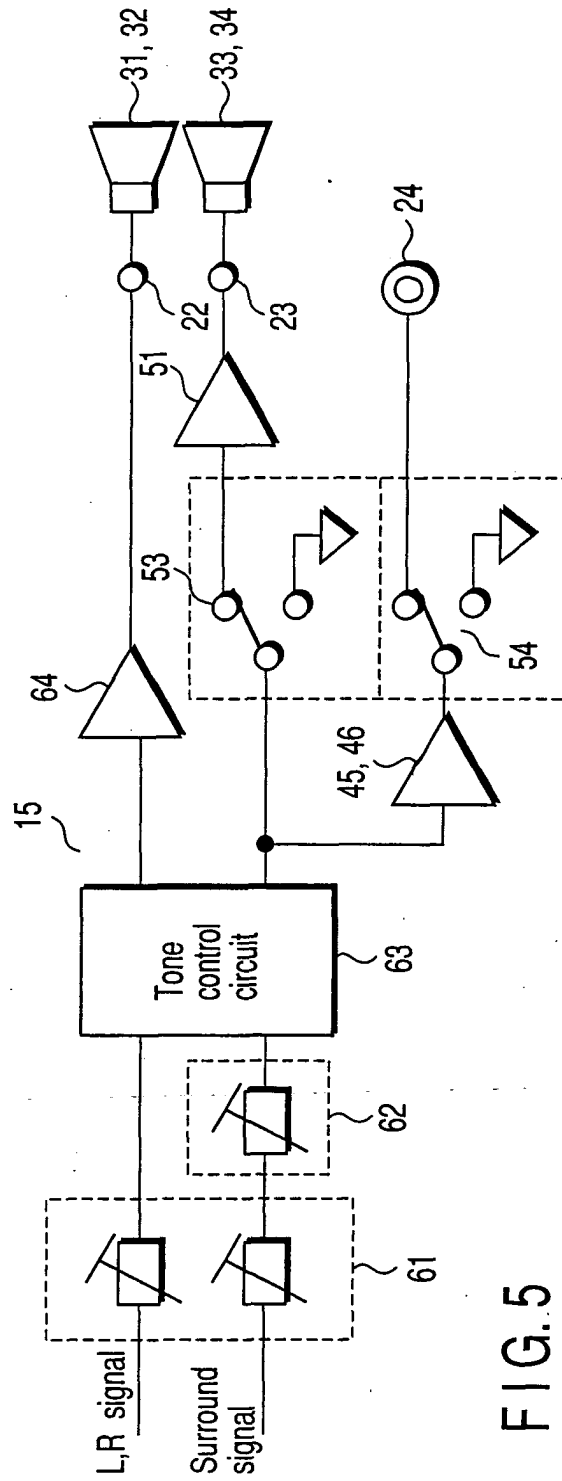 L,R signal
Surround
signal
61
62
Tone
control
circuit
63
15
64
45, 46
53
54
51
22
23
24
31, 32
33, 34
FIG. 5